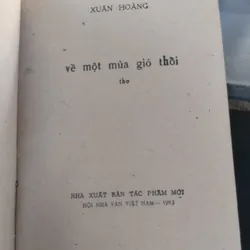 XUÂN HOÀNG
về một mùa gió thổi
thơ
NHÀ XUẤT BẢN TÁC PHẨM MỚI
HỘI NHÀ VĂN VIỆT NAM — 1983